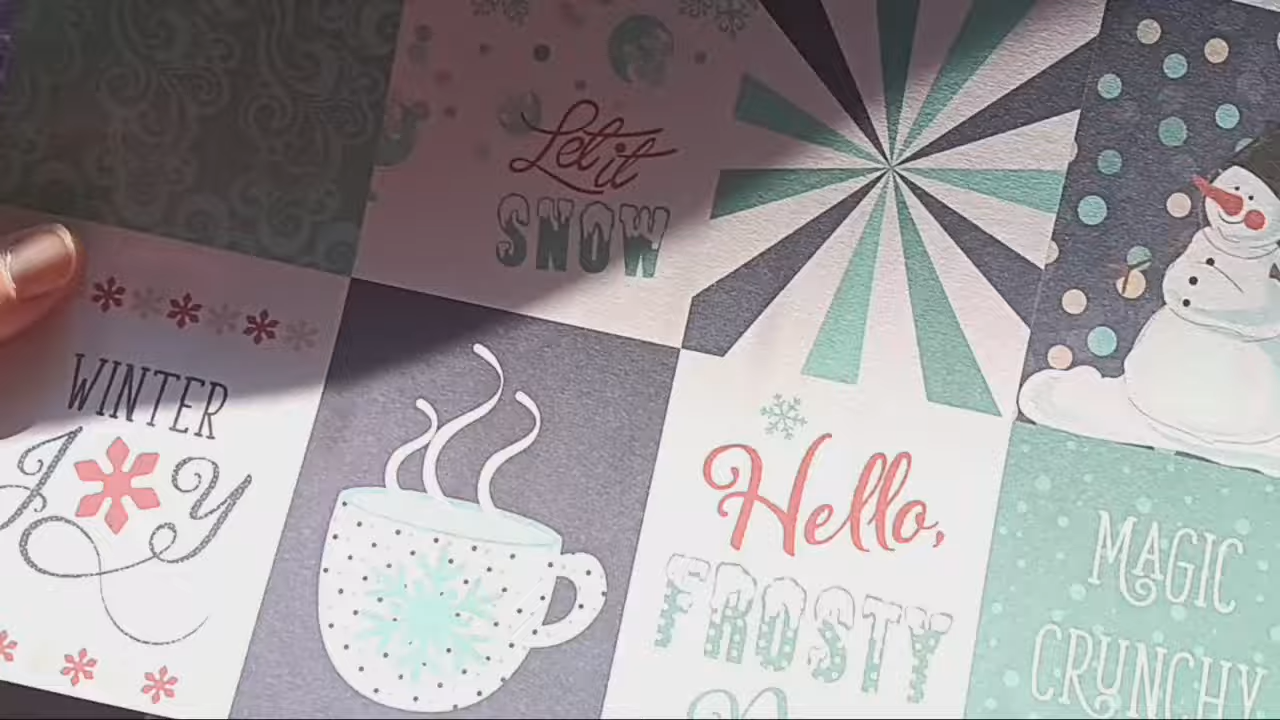 Let it
SNOW
WINTER
JOY
Hello,
FROSTY
MAGIC
CRUNCHY